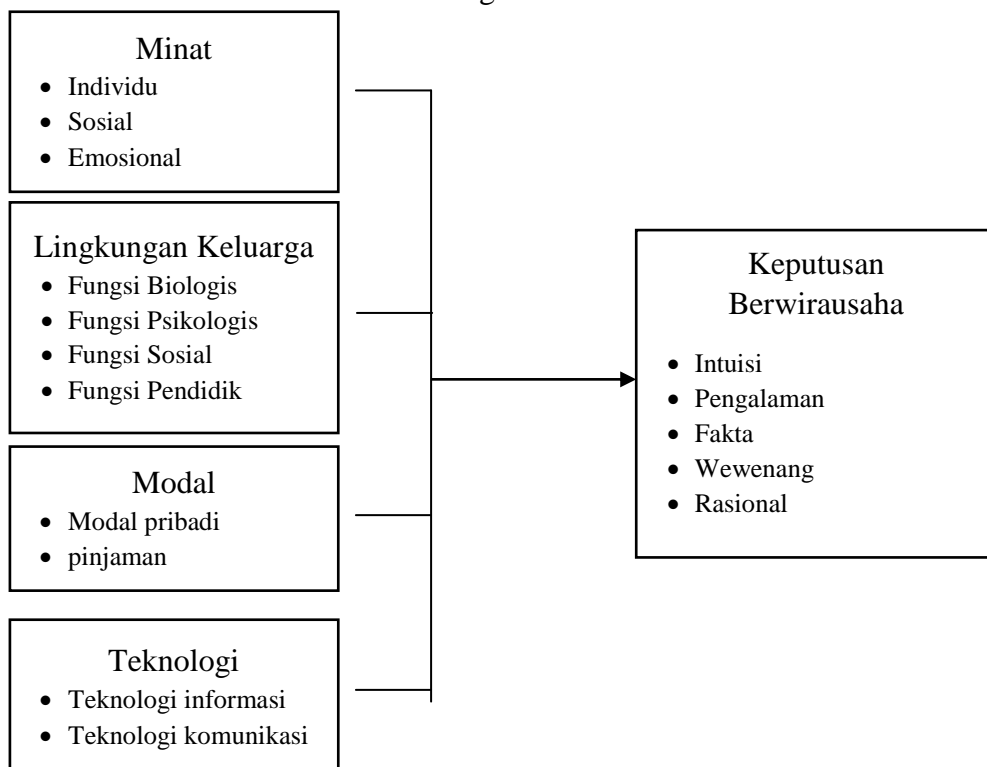 Minat
• Individu
• Sosial
• Emosional
Lingkungan Keluarga
• Fungsi Biologis
• Fungsi Psikologis
• Fungsi Sosial
• Fungsi Pendidik
Modal
• Modal pribadi
• pinjaman
Teknologi
• Teknologi informasi
• Teknologi komunikasi
Keputusan
Berwirausaha
• Intuisi
• Pengalaman
• Fakta
• Wewenang
• Rasional